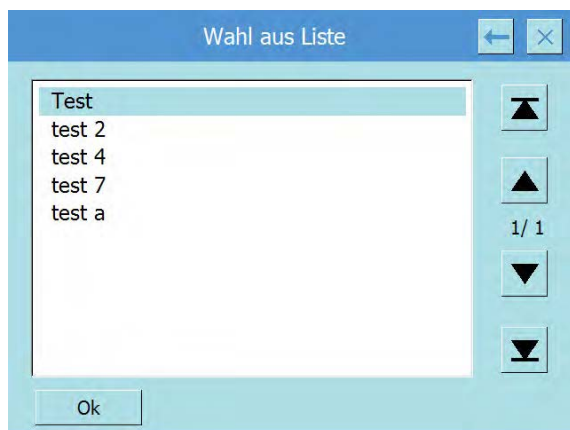 Wahl aus Liste
Test
test 2
test 4
test 7
test a
1/ 1
Ok